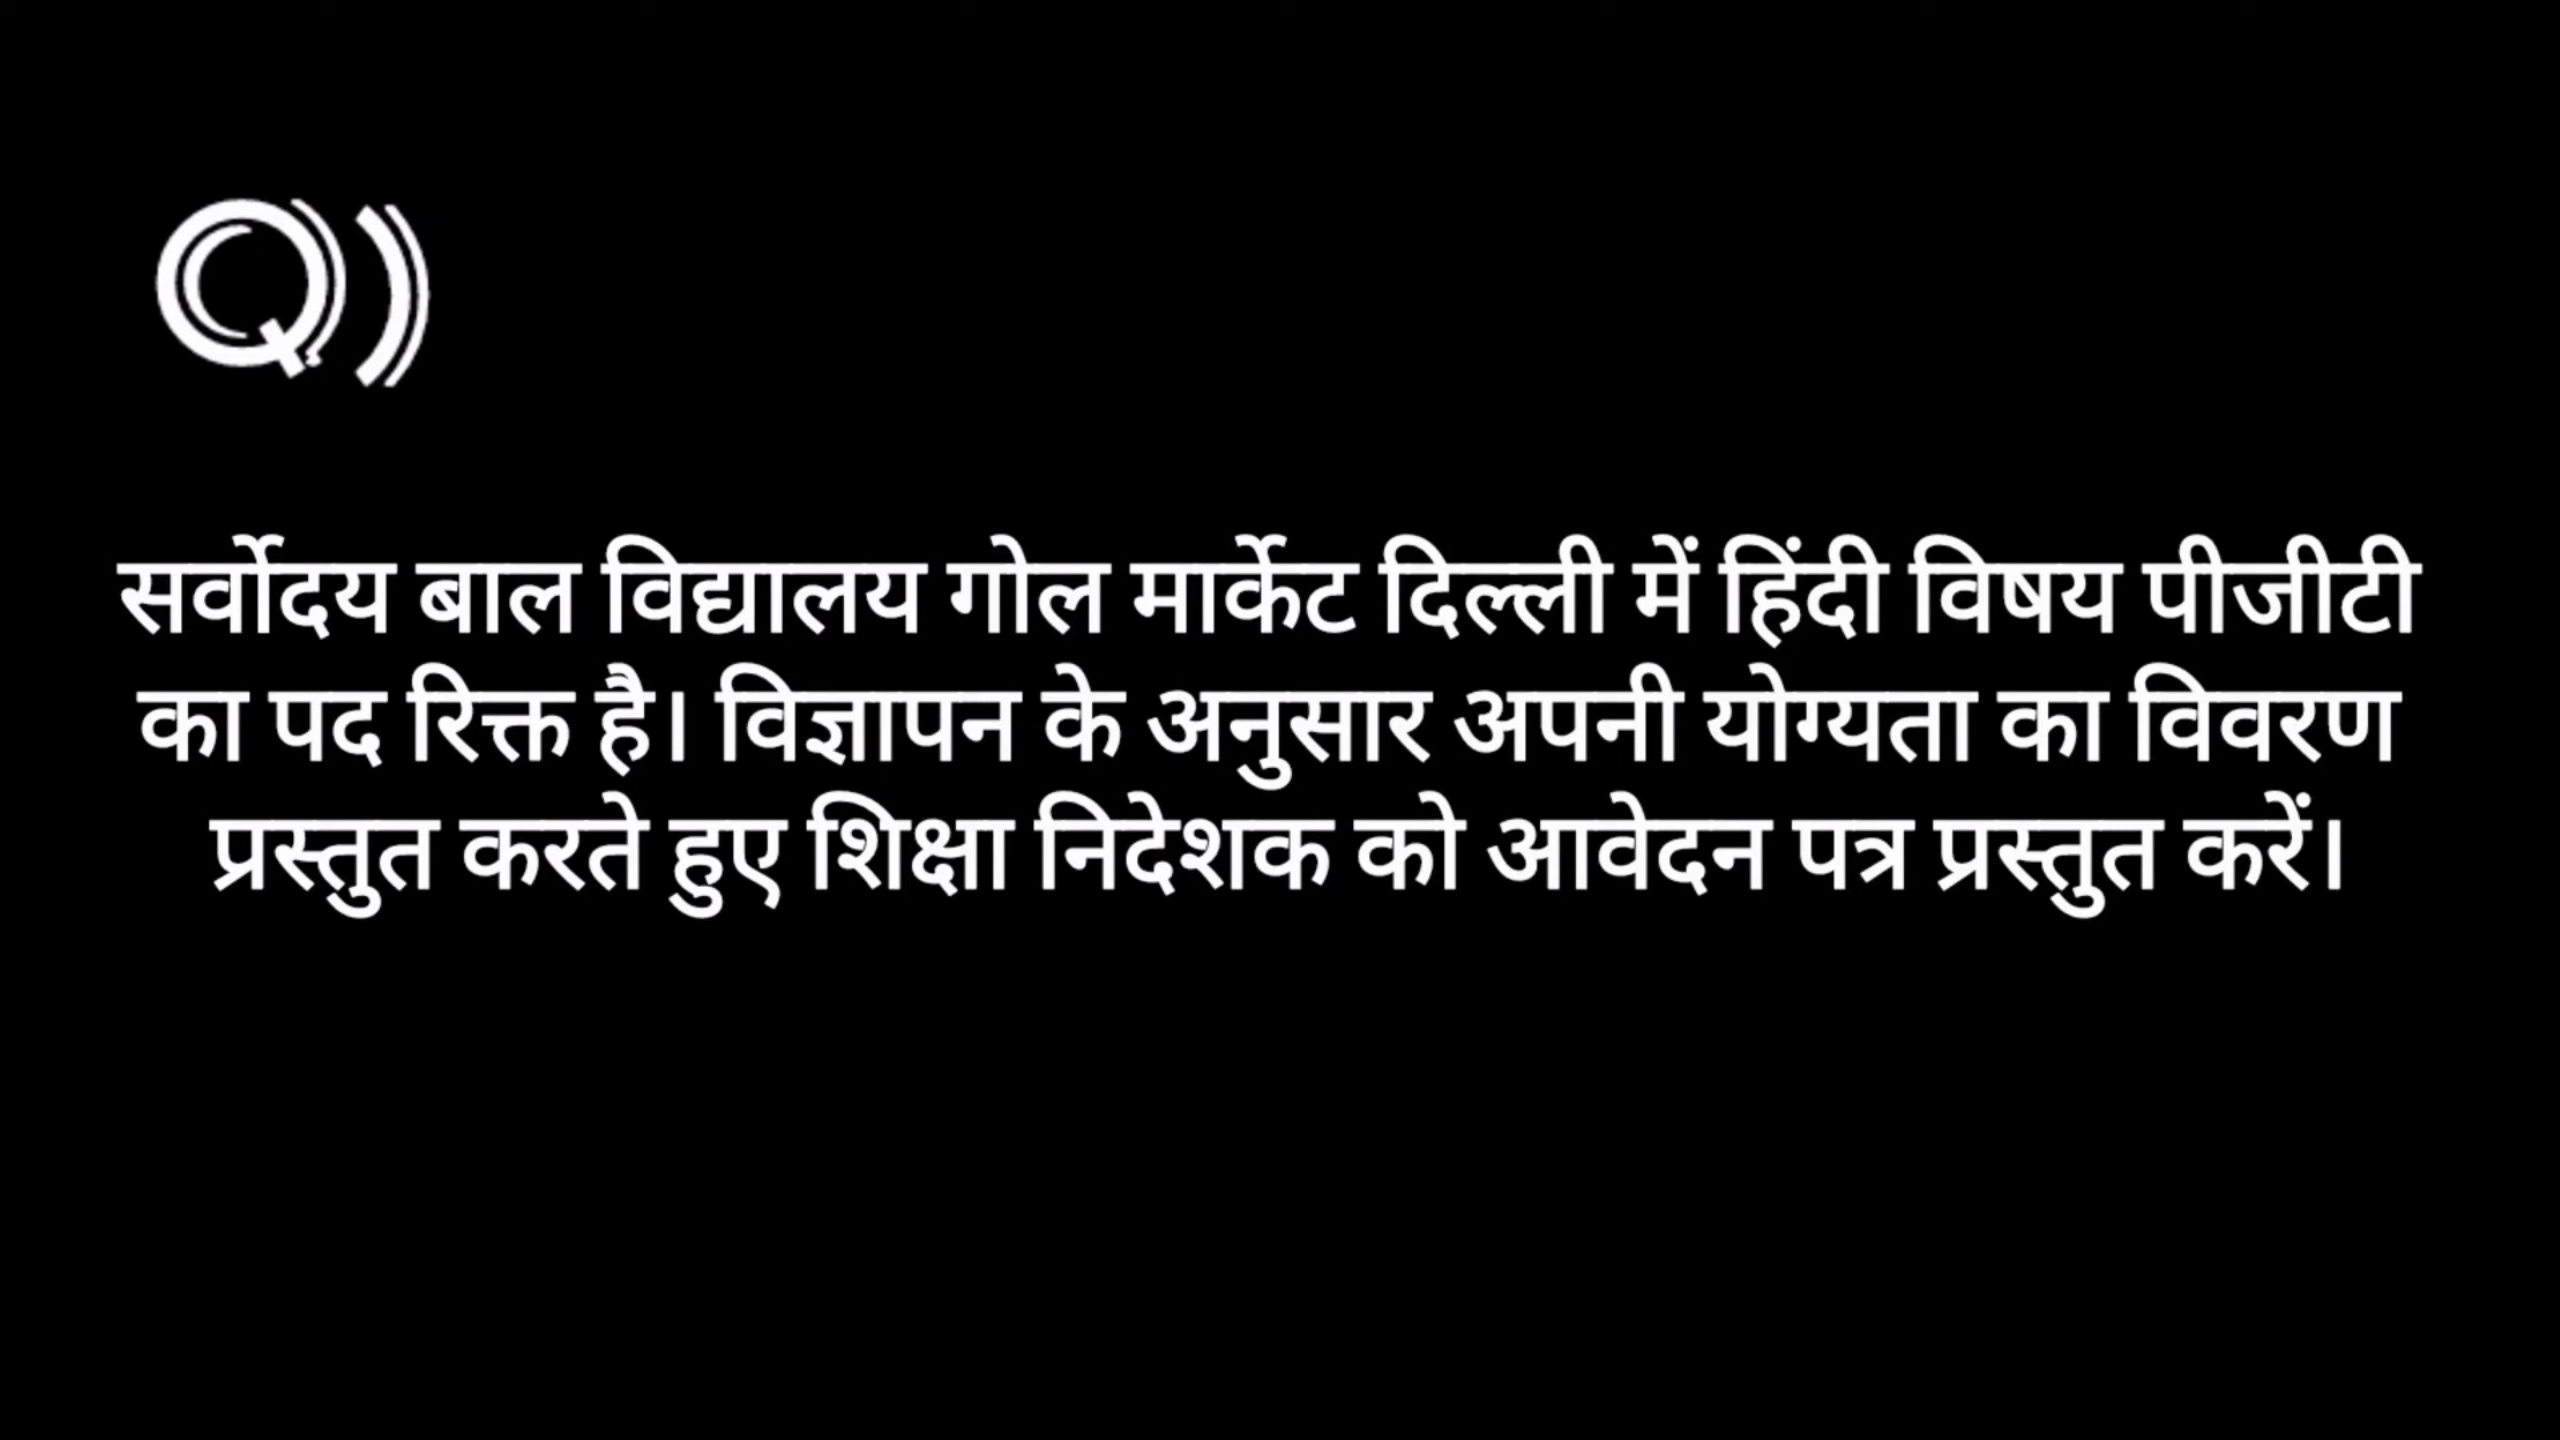 Q)
सर्वोदय बाल विद्यालय गोल मार्केट दिल्ली में हिंदी विषय पीजीटी
का पद रिक्त है। विज्ञापन के अनुसार अपनी योग्यता का विवरण
प्रस्तुत करते हुए शिक्षा निदेशक को आवेदन पत्र प्रस्तुत करें।